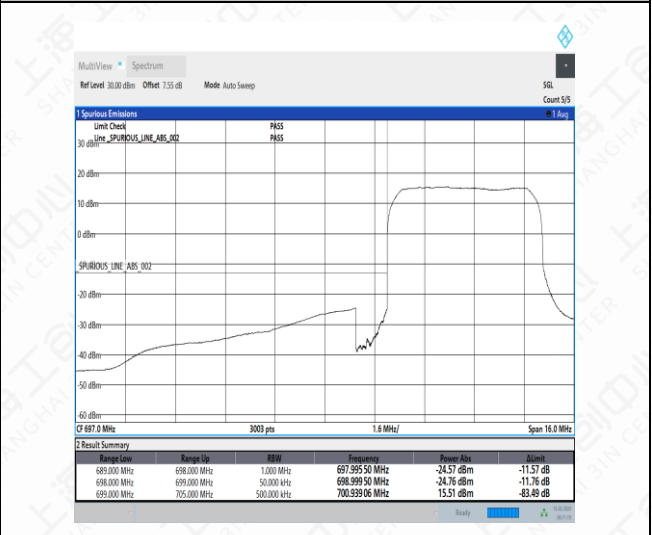 MultiView Spectrum
Ref Level 30.00 dBm Offset 7.55 dB Mode Auto Sweep SGL
Count 5/5
1 Spurious Emissions 1 Avg
Limit Check PASS
Line _SPURIOUS_LINE_ABS_002 PASS
30 dBm
20 dBm
10 dBm
0 dBm
_SPURIOUS_LINE_ABS_002
-20 dBm
-30 dBm
-40 dBm
-50 dBm
-60 dBm
CF 697.0 MHz 3003 pts 1.6 MHz/ Span 16.0 MHz
2 Result Summary
Range Low Range Up RBW Frequency Power Abs ΔLimit
689.000 MHz 698.000 MHz 1.000 MHz 697.995 50 MHz -24.57 dBm -11.57 dB
698.000 MHz 699.000 MHz 50.000 kHz 698.999 50 MHz -24.76 dBm -11.76 dB
699.000 MHz 705.000 MHz 500.000 kHz 700.939 06 MHz 15.51 dBm -83.49 dB
Ready